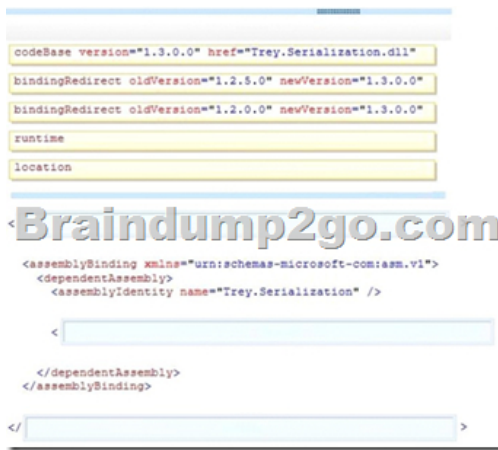 codeBase version="1.3.0.0" href="Trey.Serialization.dll"
bindingRedirect oldVersion="1.2.5.0" newVersion="1.3.0.0"
bindingRedirect oldVersion="1.2.0.0" newVersion="1.3.0.0"
runtime
location
<
Braindump2go.com
<assemblyBinding xmlns="urn:schemas-microsoft-com:asm.v1">
<dependentAssembly>
<assemblyIdentity name="Trey.Serialization" />
<
</dependentAssembly>
</assemblyBinding>
</ >